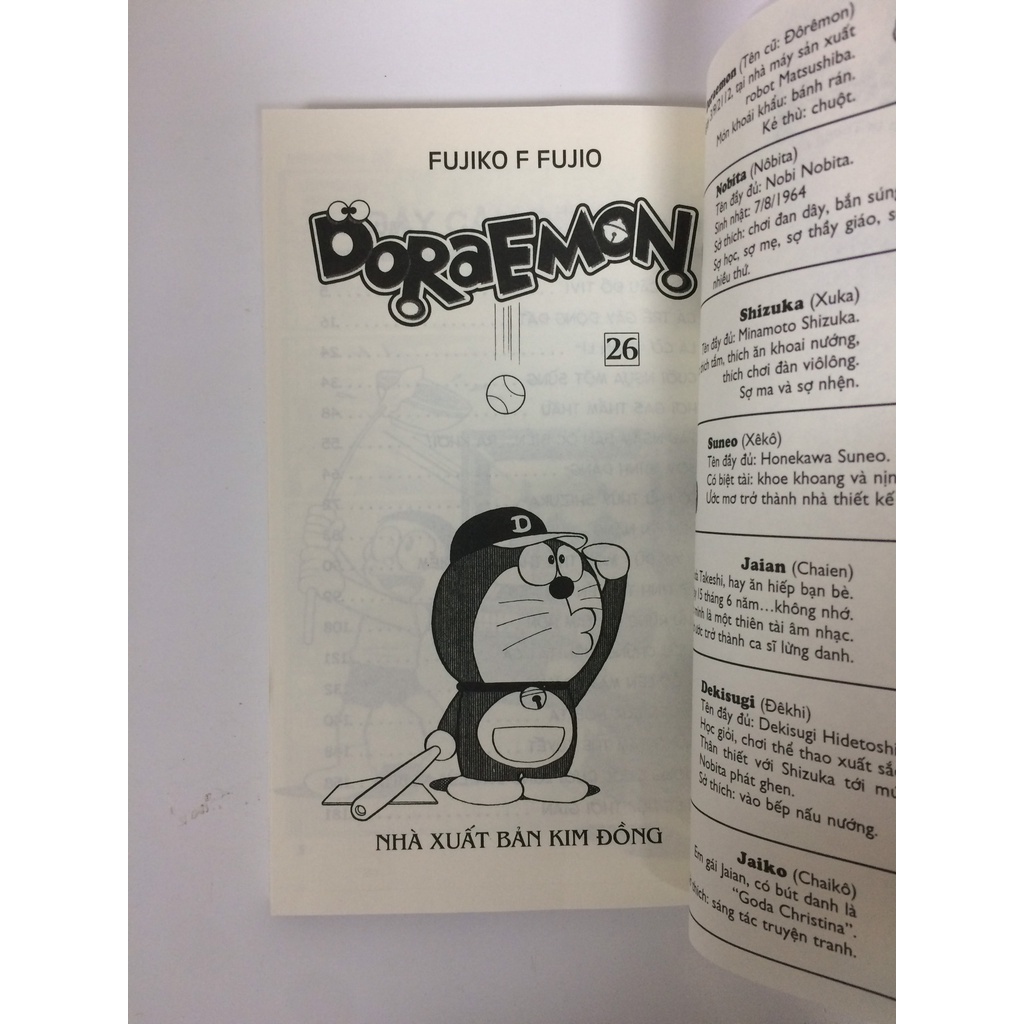 FUJIKO F FUJIO
DORAEMON
26
D
NHÀ XUẤT BẢN KIM ĐỒNG
(Tên cũ: Đôrêmon)
3/9/2112, tại nhà máy sản xuất
robot Matsushiba.
Món khoái khẩu: bánh rán.
Kẻ thù: chuột.
Nobita (Nôbita)
Tên đầy đủ: Nobi Nobita.
Sinh nhật: 7/8/1964
Sở thích: chơi đan dây, bắn súng
Sợ học, sợ mẹ, sợ thầy giáo,
nhiều thứ.
Shizuka (Xuka)
Tên đầy đủ: Minamoto Shizuka.
thích tắm, thích ăn khoai nướng,
thích chơi đàn viôlông.
Sợ ma và sợ nhện.
Suneo (Xêkô)
Tên đầy đủ: Honekawa Suneo.
Có biệt tài: khoe khoang và
Ước mơ trở thành nhà thiết kế
Jaian (Chaien)
Takeshi, hay ăn hiếp bạn bè.
15 tháng 6 năm...không nhớ.
mình là một thiên tài âm nhạc.
ước trở thành ca sĩ lừng danh.
Dekisugi (Đêkhi)
Tên đầy đủ: Dekisugi Hidetoshi
Học giỏi, chơi thể thao xuất
Thân thiết với Shizuka tới
Nobita phát ghen.
Sở thích: vào bếp nấu nướng.
Jaiko (Chaikô)
Em gái Jaian, có bút danh là
"Goda Christina".
thích: sáng tác truyện tranh.